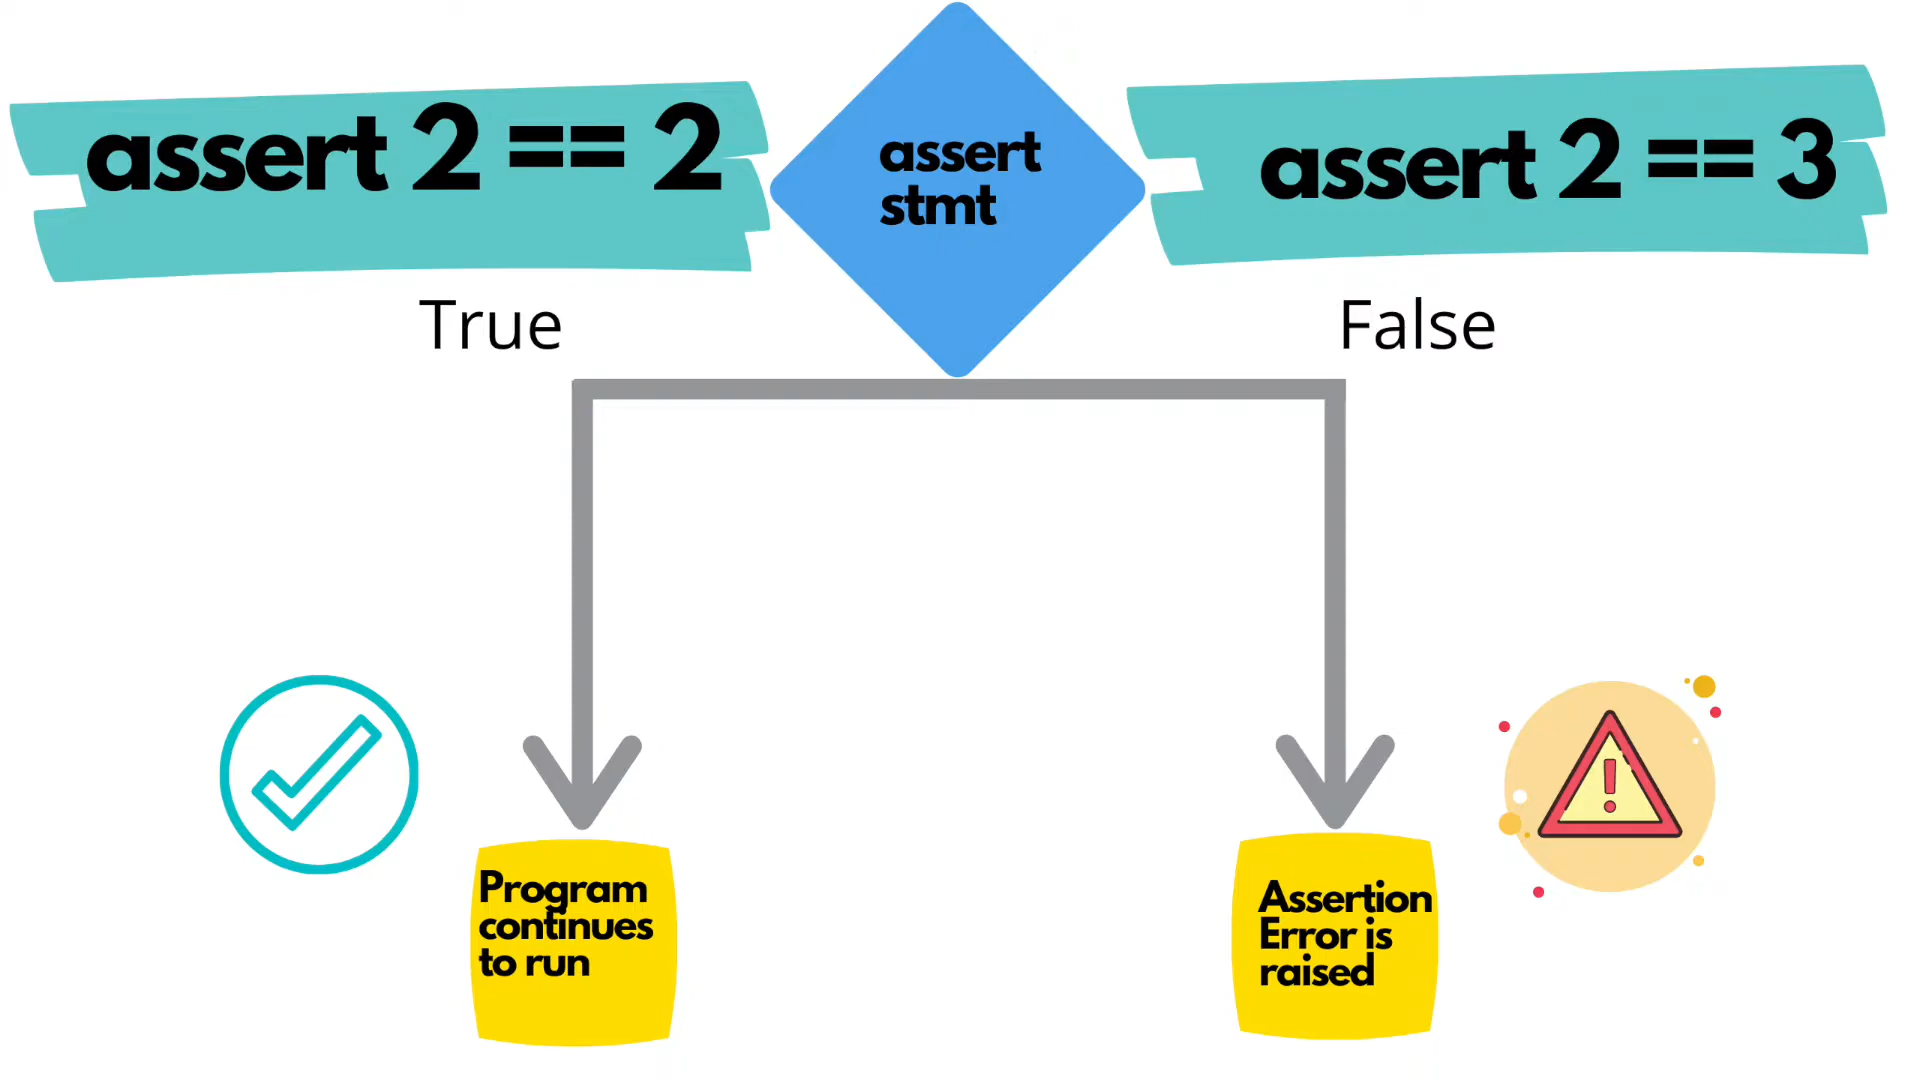 assert 2 == 2
assert
stmt
assert 2 == 3
True
False
Program
continues
to run
Assertion
Error is
raised